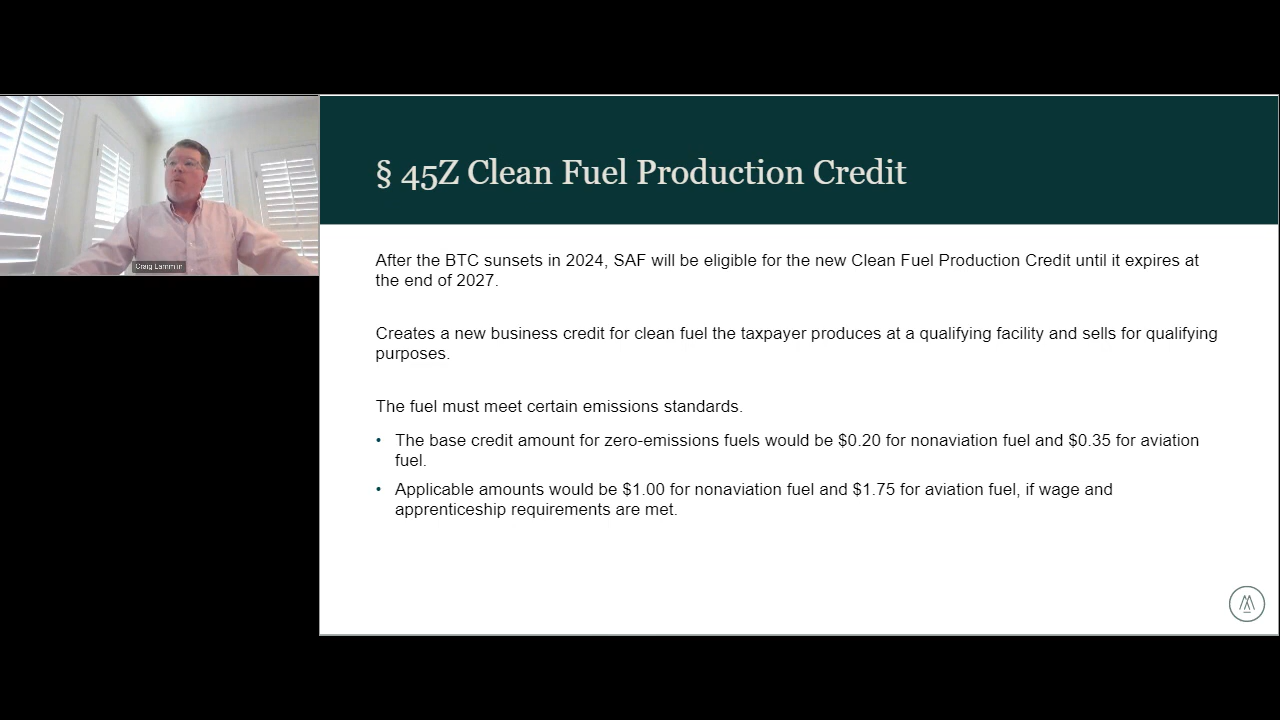 § 45Z Clean Fuel Production Credit
After the BTC sunsets in 2024, SAF will be eligible for the new Clean Fuel Production Credit until it expires at
the end of 2027.
Creates a new business credit for clean fuel the taxpayer produces at a qualifying facility and sells for qualifying
purposes.
The fuel must meet certain emissions standards.
• The base credit amount for zero-emissions fuels would be $0.20 for nonaviation fuel and $0.35 for aviation
fuel.
• Applicable amounts would be $1.00 for nonaviation fuel and $1.75 for aviation fuel, if wage and
apprenticeship requirements are met.
Craig